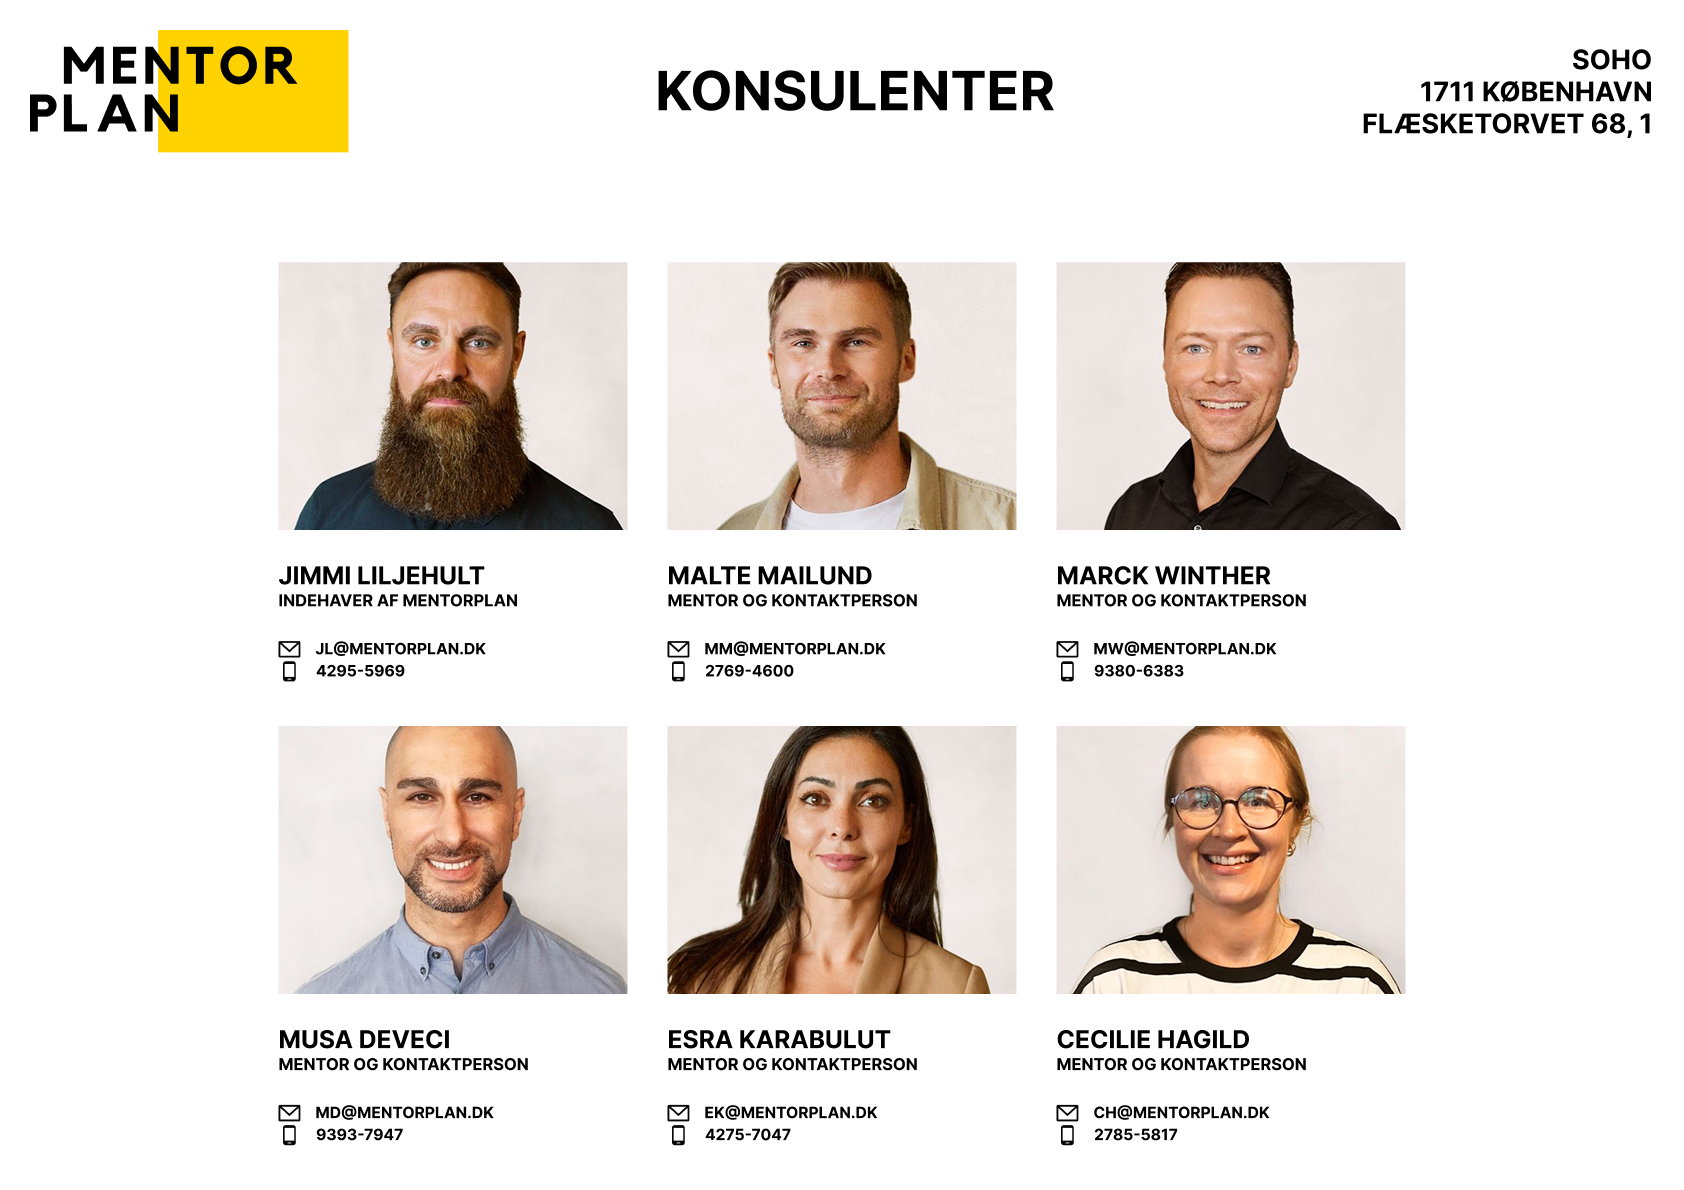 MENTOR
PLAN
KONSULENTER
SOHO
1711 KØBENHAVN
FLÆSKETORVET 68, 1
JIMMI LILJEHULT
INDEHAVER AF MENTORPLAN
JL@MENTORPLAN.DK
4295-5969
MALTE MAILUND
MENTOR OG KONTAKTPERSON
MM@MENTORPLAN.DK
2769-4600
MARCK WINTHER
MENTOR OG KONTAKTPERSON
MW@MENTORPLAN.DK
9380-6383
MUSA DEVECI
MENTOR OG KONTAKTPERSON
MD@MENTORPLAN.DK
9393-7947
ESRA KARABULUT
MENTOR OG KONTAKTPERSON
EK@MENTORPLAN.DK
4275-7047
CECILIE HAGILD
MENTOR OG KONTAKTPERSON
CH@MENTORPLAN.DK
2785-5817